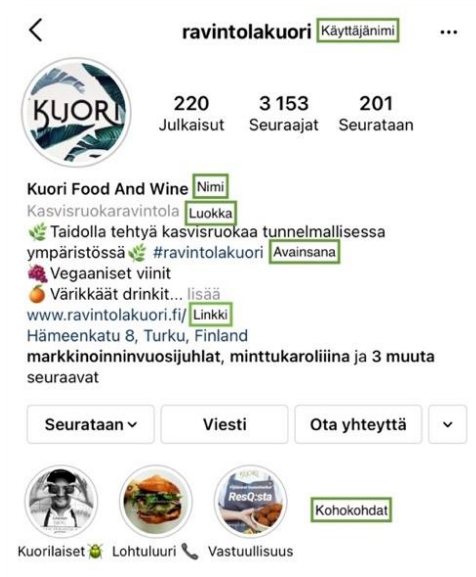 ravintolakuori Käyttäjänimi
KUORI
220 3 153 201
Julkaisut Seuraajat Seurataan
Kuori Food And Wine Nimi
Kasvisruokaravintola Luokka
Taidolla tehtyä kasvisruokaa tunnelmallisessa
ympäristössä #ravintolakuori Avainsana
Vegaaniset viinit
Värikkäät drinkit... lisää
www.ravintolakuori.fi/ Linkki
Hämeenkatu 8, Turku, Finland
markkinoinninvuosijuhlat, minttukaroliiina ja 3 muuta
seuraavat
Seurataan Viesti Ota yhteyttä
ResQ:sta
Kohokohdat
Kuorilaiset Lohtuluuri Vastuullisuus